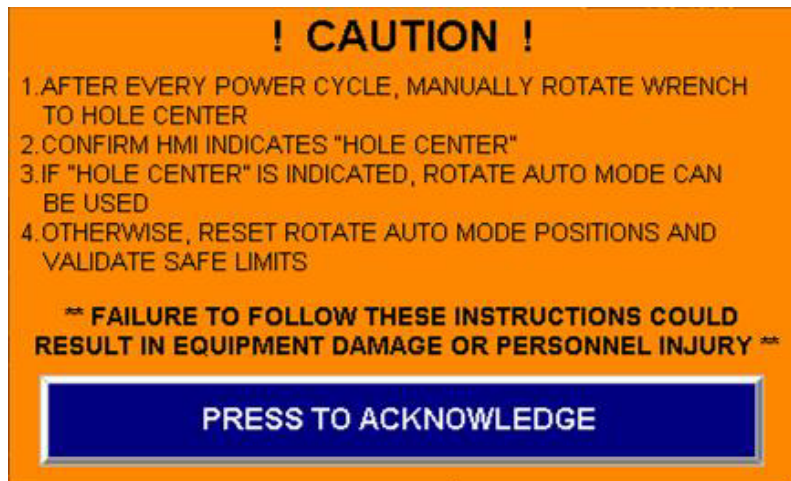 ! CAUTION !
1.AFTER EVERY POWER CYCLE, MANUALLY ROTATE WRENCH
TO HOLE CENTER
2.CONFIRM HMI INDICATES "HOLE CENTER"
3.IF "HOLE CENTER" IS INDICATED, ROTATE AUTO MODE CAN
BE USED
4.OTHERWISE, RESET ROTATE AUTO MODE POSITIONS AND
VALIDATE SAFE LIMITS
** FAILURE TO FOLLOW THESE INSTRUCTIONS COULD
RESULT IN EQUIPMENT DAMAGE OR PERSONNEL INJURY **
PRESS TO ACKNOWLEDGE